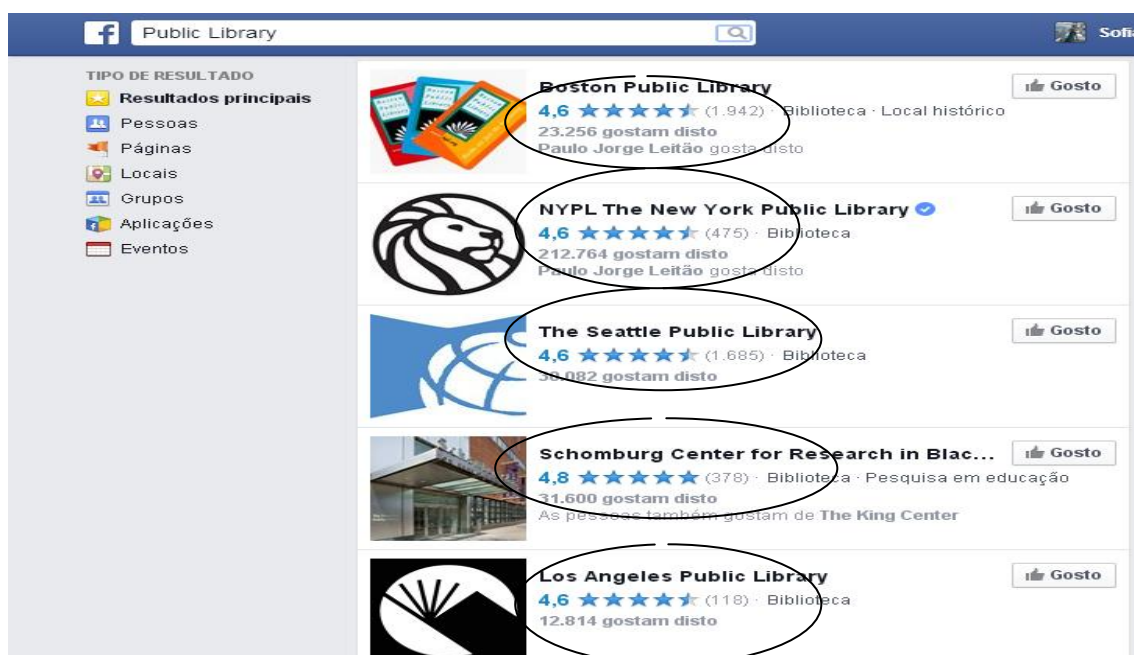 Public Library
Sofia
TIPO DE RESULTADO
Resultados principais
Pessoas
Páginas
Locais
Grupos
Aplicações
Eventos
Boston Public Library
Gosto
4,6 (1.942) · Biblioteca · Local histórico
23.256 gostam disto
Paulo Jorge Leitão gosta disto
NYPL The New York Public Library
Gosto
4,6 (475) · Biblioteca
212.764 gostam disto
Paulo Jorge Leitão gosta disto
The Seattle Public Library
Gosto
4,6 (1.685) · Biblioteca
30.082 gostam disto
Schomburg Center for Research in Blac...
Gosto
4,8 (378) · Biblioteca · Pesquisa em educação
31.600 gostam disto
As pessoas também gostam de The King Center
Los Angeles Public Library
Gosto
4,6 (118) · Biblioteca
12.814 gostam disto